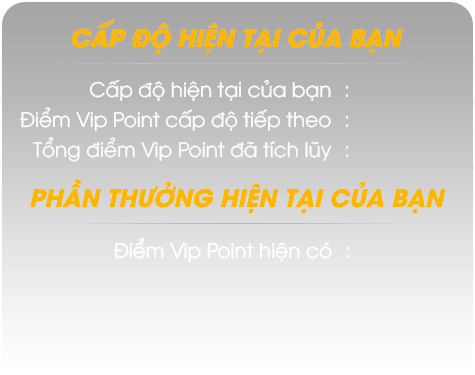 CẤP ĐỘ HIỆN TẠI CỦA BẠN
Cấp độ hiện tại của bạn :
Điểm Vip Point cấp độ tiếp theo :
Tổng điểm Vip Point đã tích lũy :
PHẦN THƯỞNG HIỆN TẠI CỦA BẠN
Điểm Vip Point hiện có :